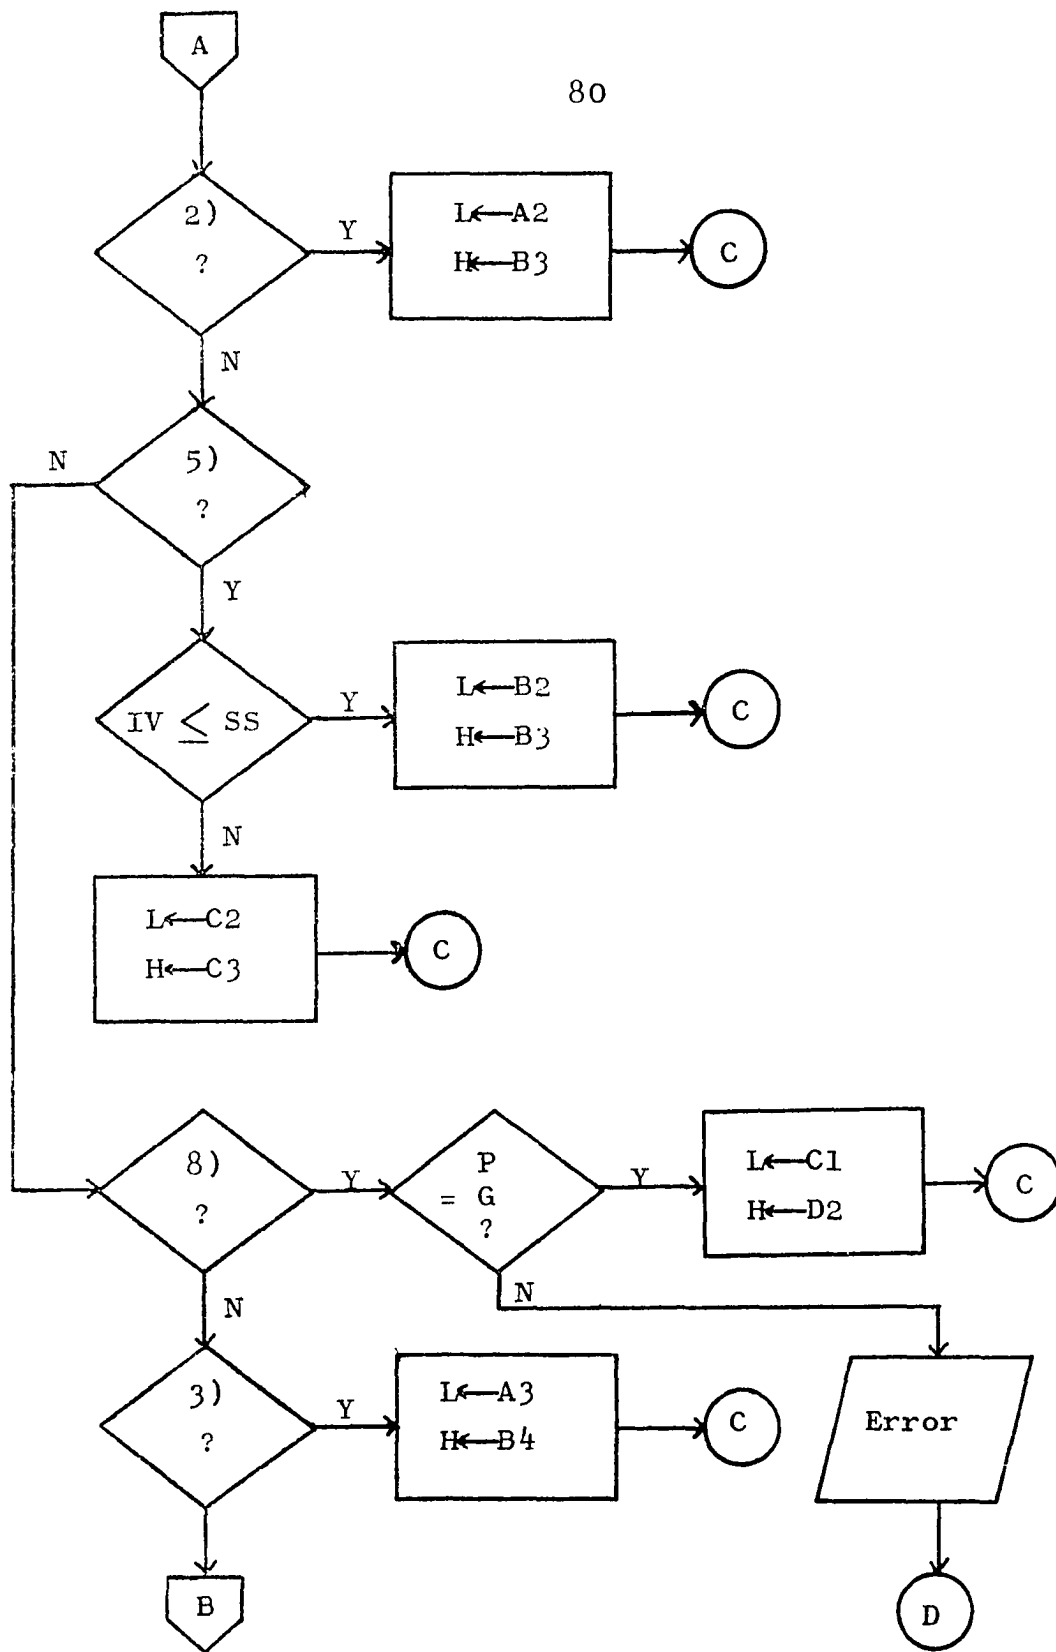 A
80
2)
?
Y
L←A2
H←B3
C
N
5)
?
N
Y
IV ≤ SS
Y
L←B2
H←B3
C
N
L←C2
H←C3
C
8)
?
Y
P
= G
?
Y
L←C1
H←D2
C
N
N
3)
?
Y
L←A3
H←B4
C
Error
B
D